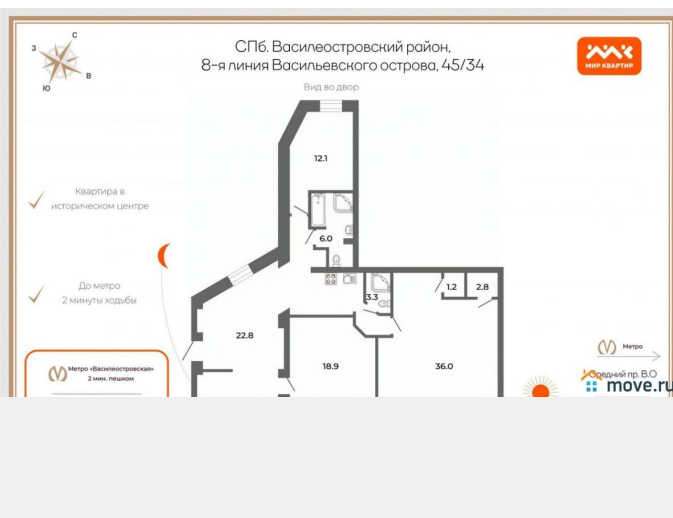 СПб. Василеостровский район,
8-я линия Васильевского острова, 45/34
С
З
В
Ю
МИР КВАРТИР
Вид во двор
12.1
Квартира в
историческом центре
6.0
До метро
2 минуты ходьбы
3.3
1.2
2.8
22.8
18.9
36.0
Метро «Василеостровская»
2 мин. пешком
Метро
Средний пр. В.О
move.ru